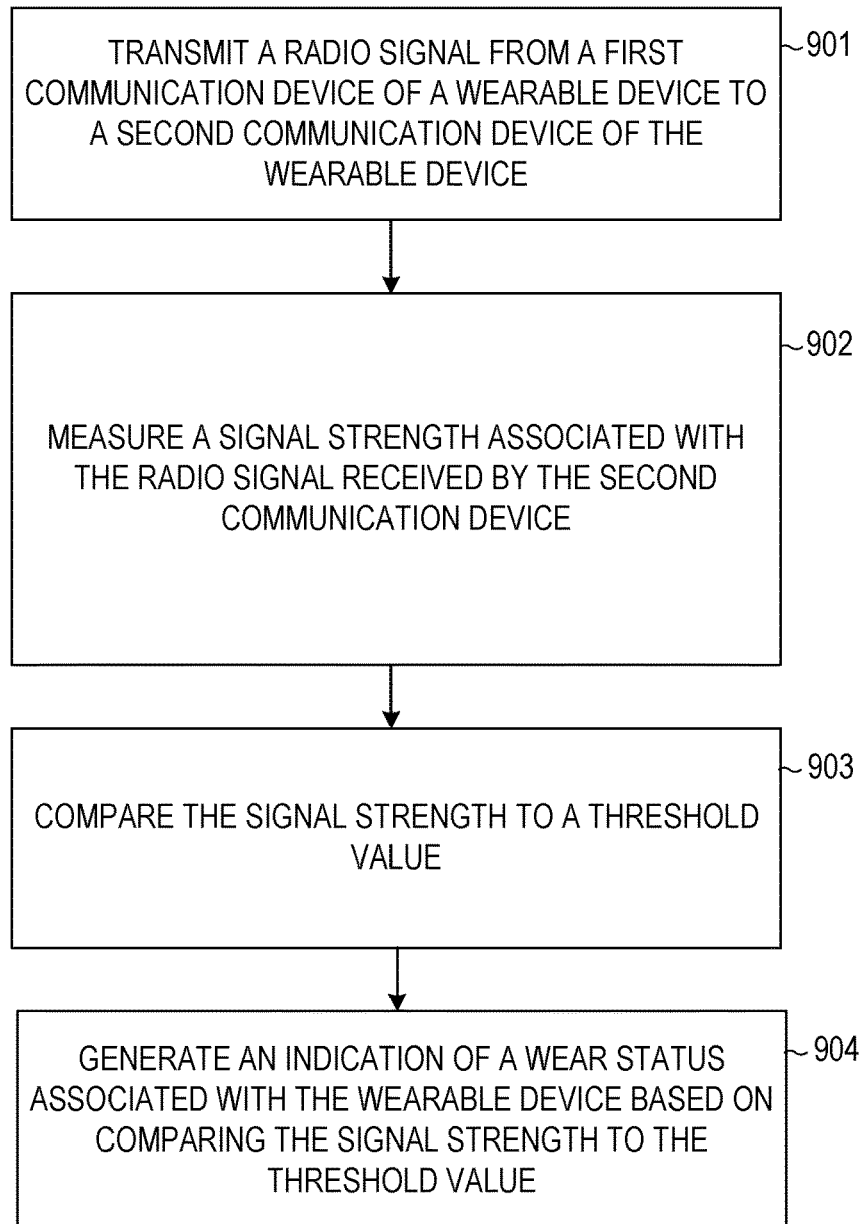 TRANSMIT A RADIO SIGNAL FROM A FIRST
COMMUNICATION DEVICE OF A WEARABLE DEVICE TO
A SECOND COMMUNICATION DEVICE OF THE
WEARABLE DEVICE
901
MEASURE A SIGNAL STRENGTH ASSOCIATED WITH
THE RADIO SIGNAL RECEIVED BY THE SECOND
COMMUNICATION DEVICE
902
COMPARE THE SIGNAL STRENGTH TO A THRESHOLD
VALUE
903
GENERATE AN INDICATION OF A WEAR STATUS
ASSOCIATED WITH THE WEARABLE DEVICE BASED ON
COMPARING THE SIGNAL STRENGTH TO THE
THRESHOLD VALUE
904